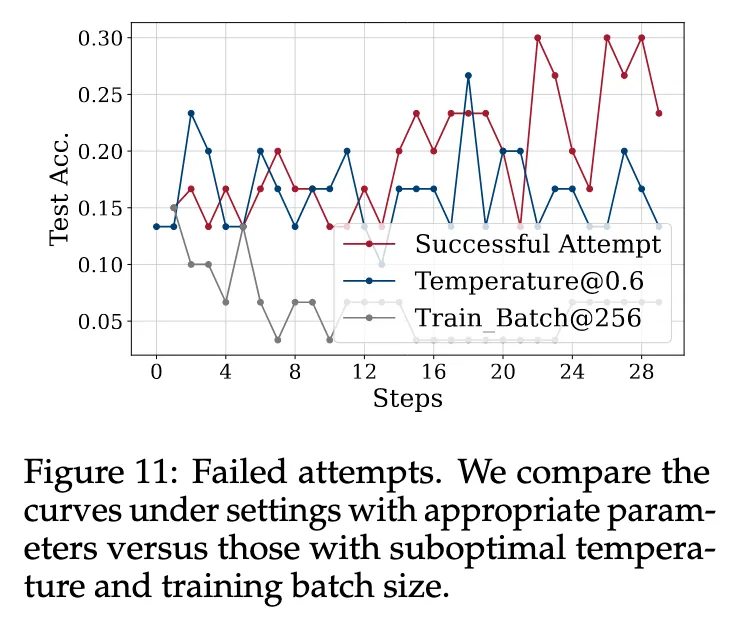 0.30
0.25
0.20
0.15
0.10
0.05
Test Acc.
Successful Attempt
Temperature@0.6
Train_Batch@256
0 4 8 12 16 20 24 28
Steps
Figure 11: Failed attempts. We compare the
curves under settings with appropriate param-
eters versus those with suboptimal tempera-
ture and training batch size.